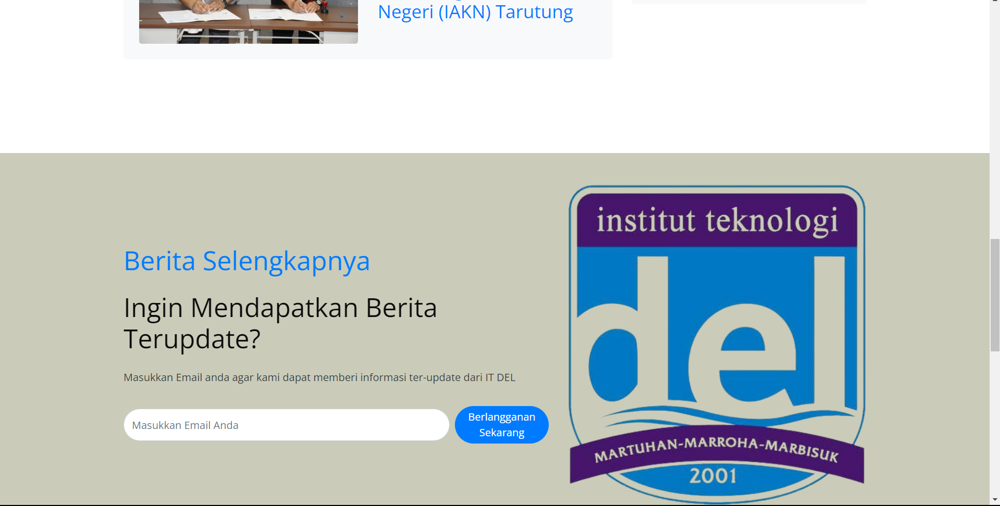 Negeri (IAKN) Tarutung
institut teknologi
del
Berita Selengkapnya
Ingin Mendapatkan Berita
Terupdate?
Masukkan Email anda agar kami dapat memberi informasi ter-update dari IT DEL
Masukkan Email Anda
Berlangganan
Sekarang
MARTUHAN-MARROHA-MARBISUK
2001